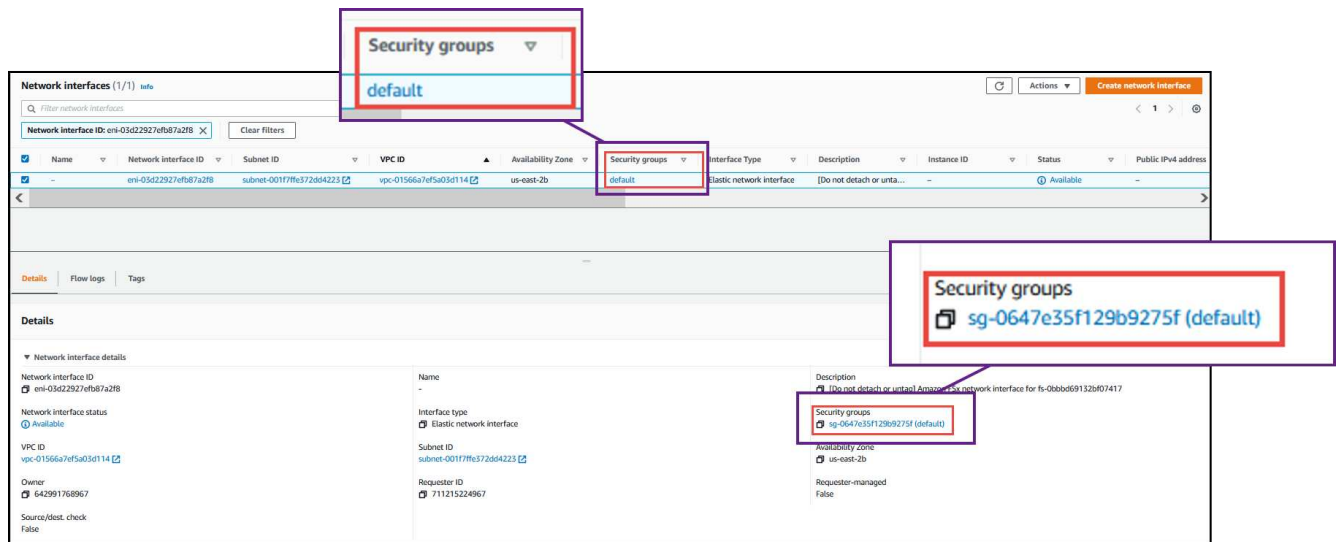 Security groups
default
Network interfaces (1/1) Info
Actions
Create network interface
Filter network interfaces
1
Network interface ID: eni-03d22927efb87a2f8
Clear filters
Name Network interface ID Subnet ID VPC ID Availability Zone Security groups Interface Type Description Instance ID Status Public IPv4 address
– eni-03d22927efb87a2f8 subnet-001f7ffe372dd4223 vpc-01566a7ef5a03d114 us-east-2b default Elastic network interface [Do not detach or unta... – Available –
Security groups
sg-0647e35f129b9275f (default)
Details Flow logs Tags
Details
Network interface details
Network interface ID Name Description
eni-03d22927efb87a2f8 – [Do not detach or untag] Amazon FSx network interface for fs-0bbbd69132bf07417
Network interface status Interface type Security groups
Available Elastic network interface sg-0647e35f129b9275f (default)
VPC ID Subnet ID Availability Zone
vpc-01566a7ef5a03d114 subnet-001f7ffe372dd4223 us-east-2b
Owner Requester ID Requester-managed
642991768967 711215224967 False
Source/dest. check
False